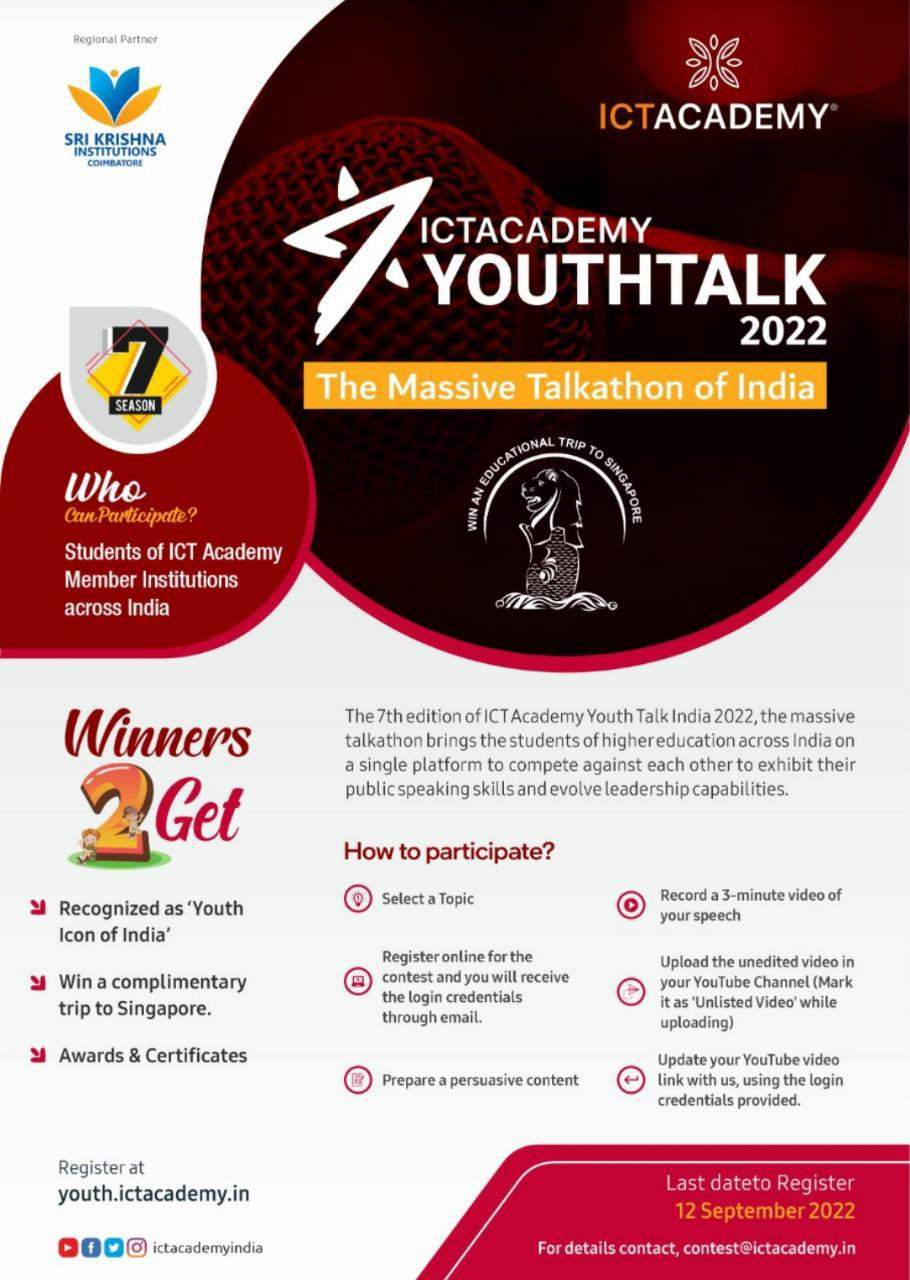 Regional Partner
SRI KRISHNA
INSTITUTIONS
COIMBATORE
ICTACADEMY®
ICTACADEMY
YOUTHTALK
2022
The Massive Talkathon of India
7
SEASON
WIN AN EDUCATIONAL TRIP TO SINGAPORE
Who
Can Participate?
Students of ICT Academy
Member Institutions
across India
Winners
2 Get
Recognized as ‘Youth
Icon of India’
Win a complimentary
trip to Singapore.
Awards & Certificates
The 7th edition of ICT Academy Youth Talk India 2022, the massive
talkathon brings the students of higher education across India on
a single platform to compete against each other to exhibit their
public speaking skills and evolve leadership capabilities.
How to participate?
Select a Topic
Register online for the
contest and you will receive
the login credentials
through email.
Prepare a persuasive content
Record a 3-minute video of
your speech
Upload the unedited video in
your YouTube Channel (Mark
it as 'Unlisted Video' while
uploading)
Update your YouTube video
link with us, using the login
credentials provided.
Register at
youth.ictacademy.in
ictacademyindia
Last dateto Register
12 September 2022
For details contact, contest@ictacademy.in